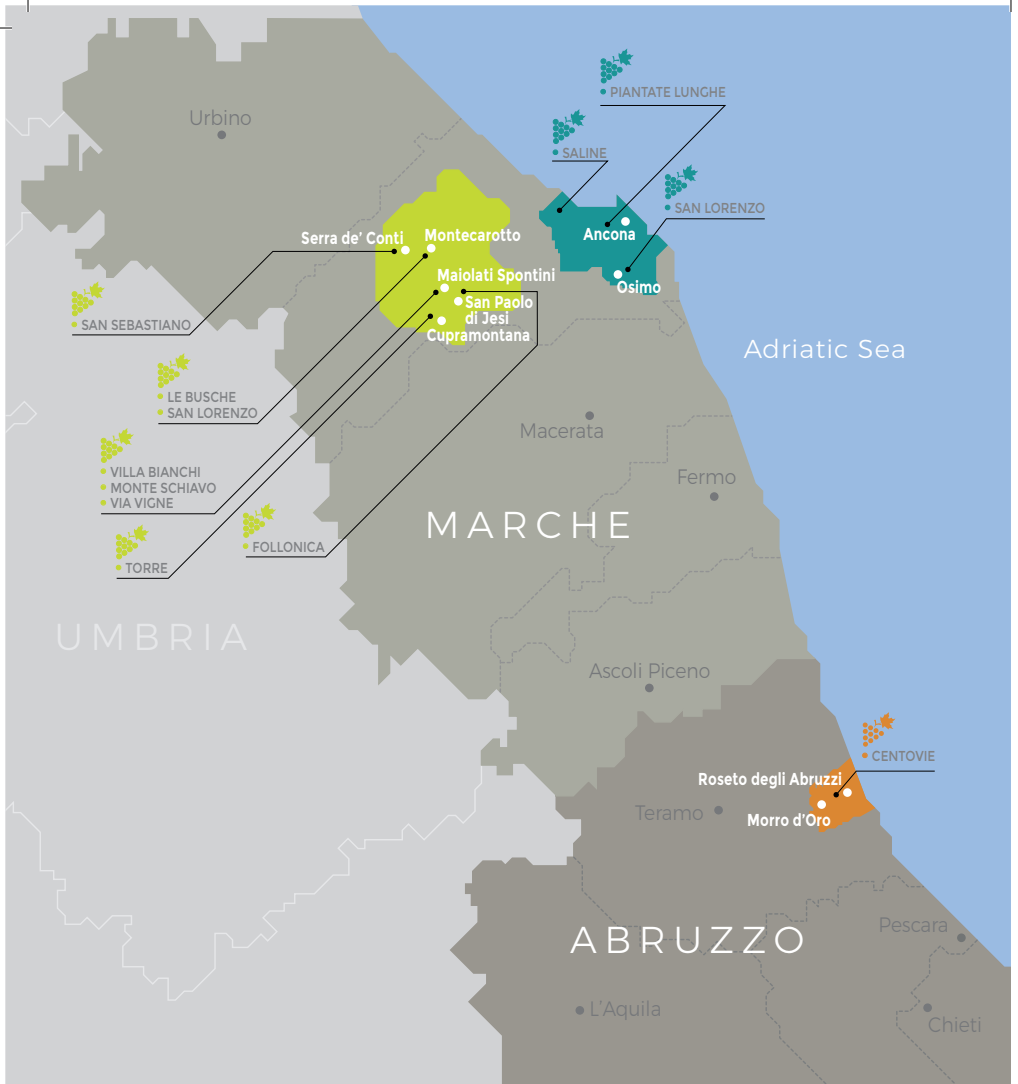 PIANTATE LUNGHE
Urbino
SALINE
SAN LORENZO
Ancona
Serra de' Conti
Montecarotto
Maiolati Spontini
Osimo
San Paolo
di Jesi
Cupramontana
SAN SEBASTIANO
Adriatic Sea
LE BUSCHE
SAN LORENZO
Macerata
VILLA BIANCHI
MONTE SCHIAVO
VIA VIGNE
Fermo
MARCHE
FOLLONICA
TORRE
UMBRIA
Ascoli Piceno
CENTOVIE
Roseto degli Abruzzi
Teramo
Morro d'Oro
ABRUZZO
Pescara
L'Aquila
Chieti